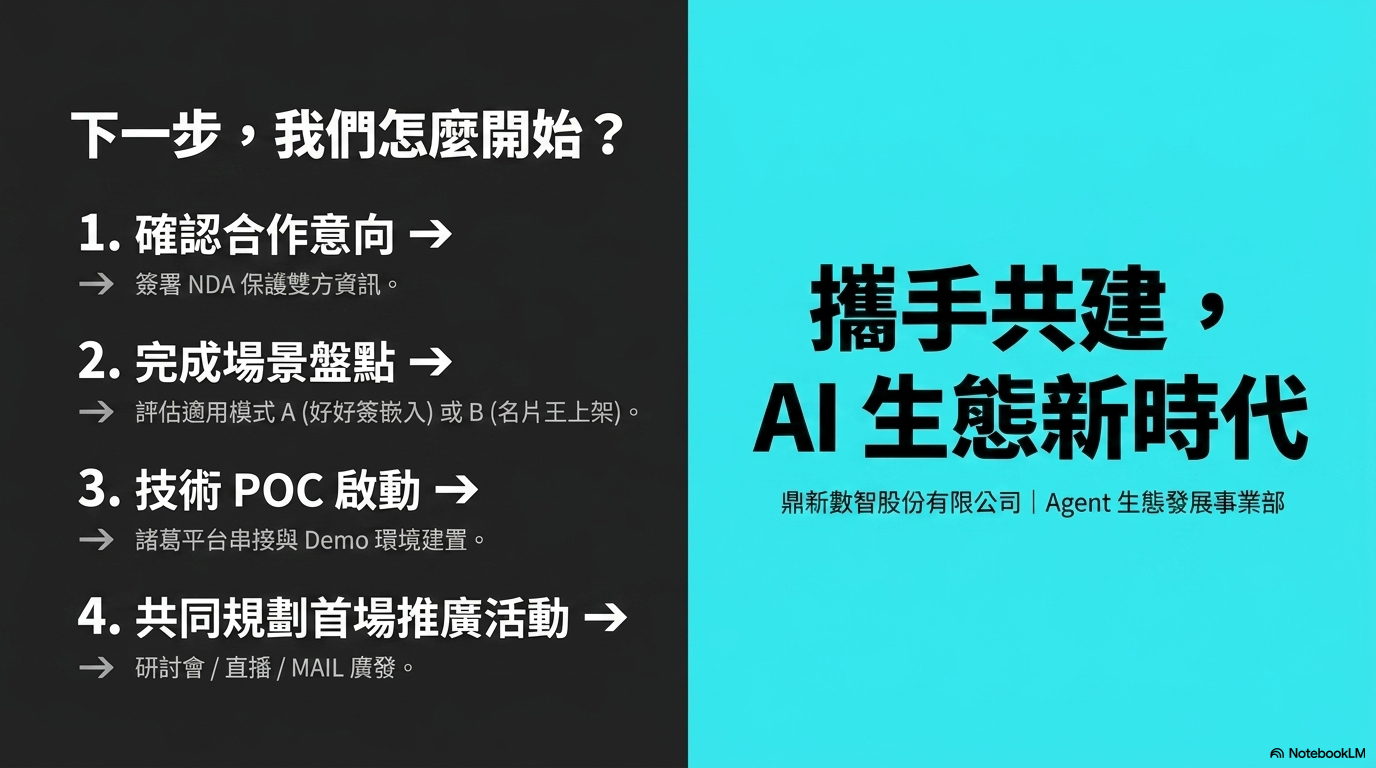 下一步，我們怎麼開始？
1. 確認合作意向 →
→ 簽署 NDA 保護雙方資訊。
2. 完成場景盤點 →
→ 評估適用模式 A (好好簽嵌入) 或 B (名片王上架)。
3. 技術 POC 啟動 →
→ 諸葛平台串接與 Demo 環境建置。
4. 共同規劃首場推廣活動 →
→ 研討會 / 直播 / MAIL 廣發。
攜手共建，
AI 生態新時代
鼎新數智股份有限公司｜Agent 生態發展事業部
NotebookLM